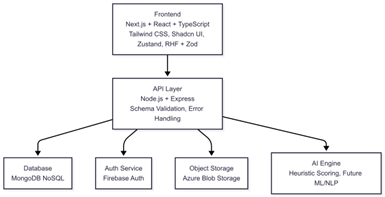 Frontend
Next.js + React + TypeScript
Tailwind CSS, Shadcn UI,
Zustand, RHF + Zod
API Layer
Node.js + Express
Schema Validation, Error
Handling
Database
MongoDB NoSQL
Auth Service
Firebase Auth
Object Storage
Azure Blob Storage
AI Engine
Heuristic Scoring, Future
ML/NLP